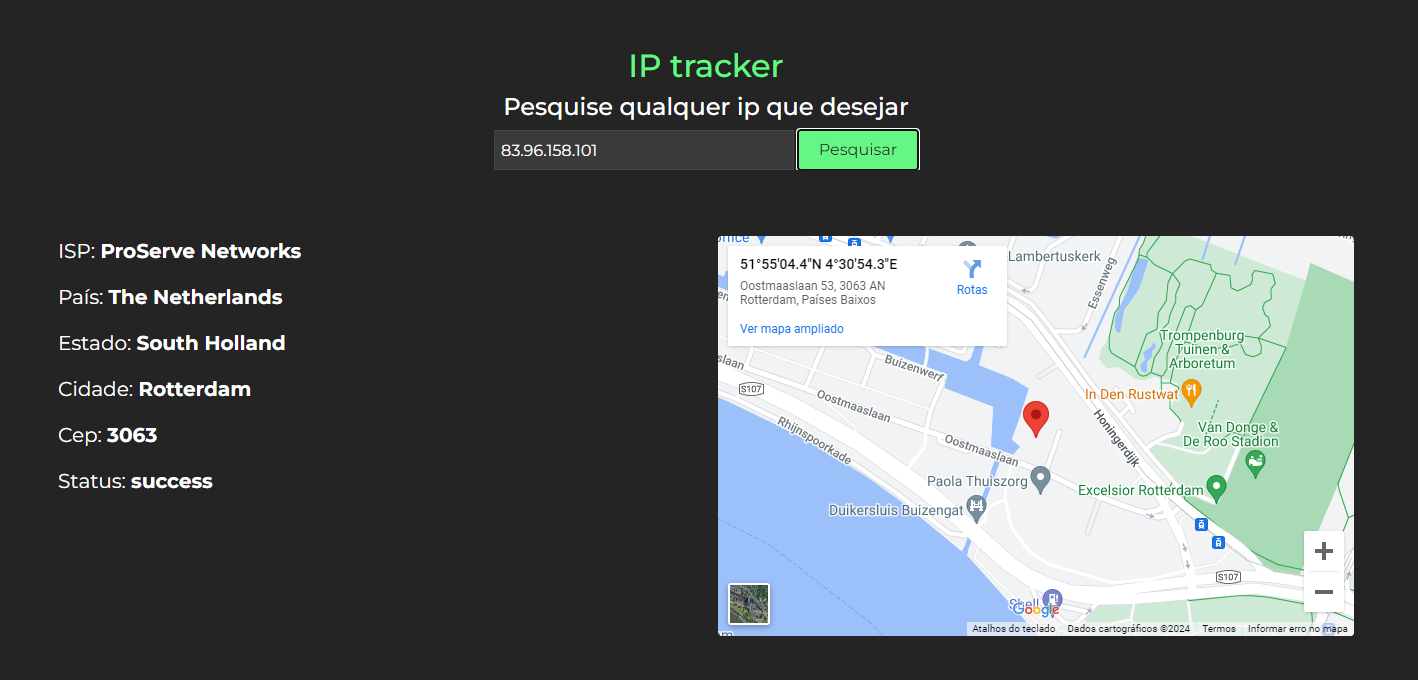 IP tracker
Pesquise qualquer ip que desejar
83.96.158.101
Pesquisar
ISP: ProServe Networks
País: The Netherlands
Estado: South Holland
Cidade: Rotterdam
Cep: 3063
Status: success
51°55'04.4"N 4°30'54.3"E
Oostmaaslaan 53, 3063 AN
Rotterdam, Países Baixos
Rotas
Ver mapa ampliado
Lambertuskerk
Essenweg
Trompenburg
Tuinen &
Arboretum
Buizenwerf
S107
Oostmaaslaan
In Den Rustwat
Honingerdijk
Van Donge &
De Roo Stadion
Rhijnspoorkade
Oostmaaslaan
Paola Thuiszorg
Excelsior Rotterdam
Duikersluis Buizengat
S107
Shell
Google
Atalhos do teclado
Dados cartográficos ©2024
Termos
Informar erro no mapa